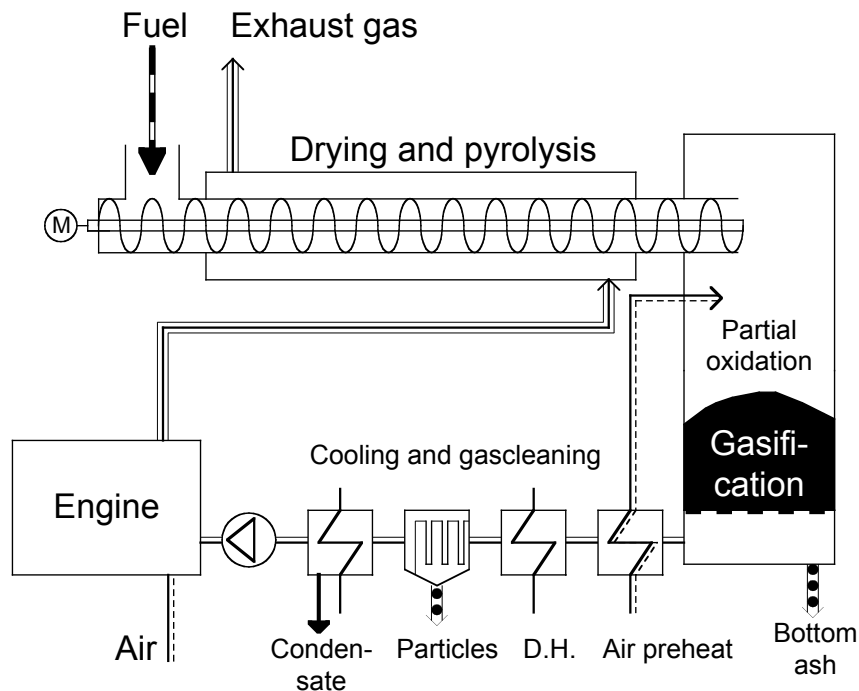 Fuel
Exhaust gas
Drying and pyrolysis
M
Partial
oxidation
Cooling and gascleaning
Gasifi-
cation
Engine
Air
Conden-
sate
Particles
D.H.
Air preheat
Bottom
ash